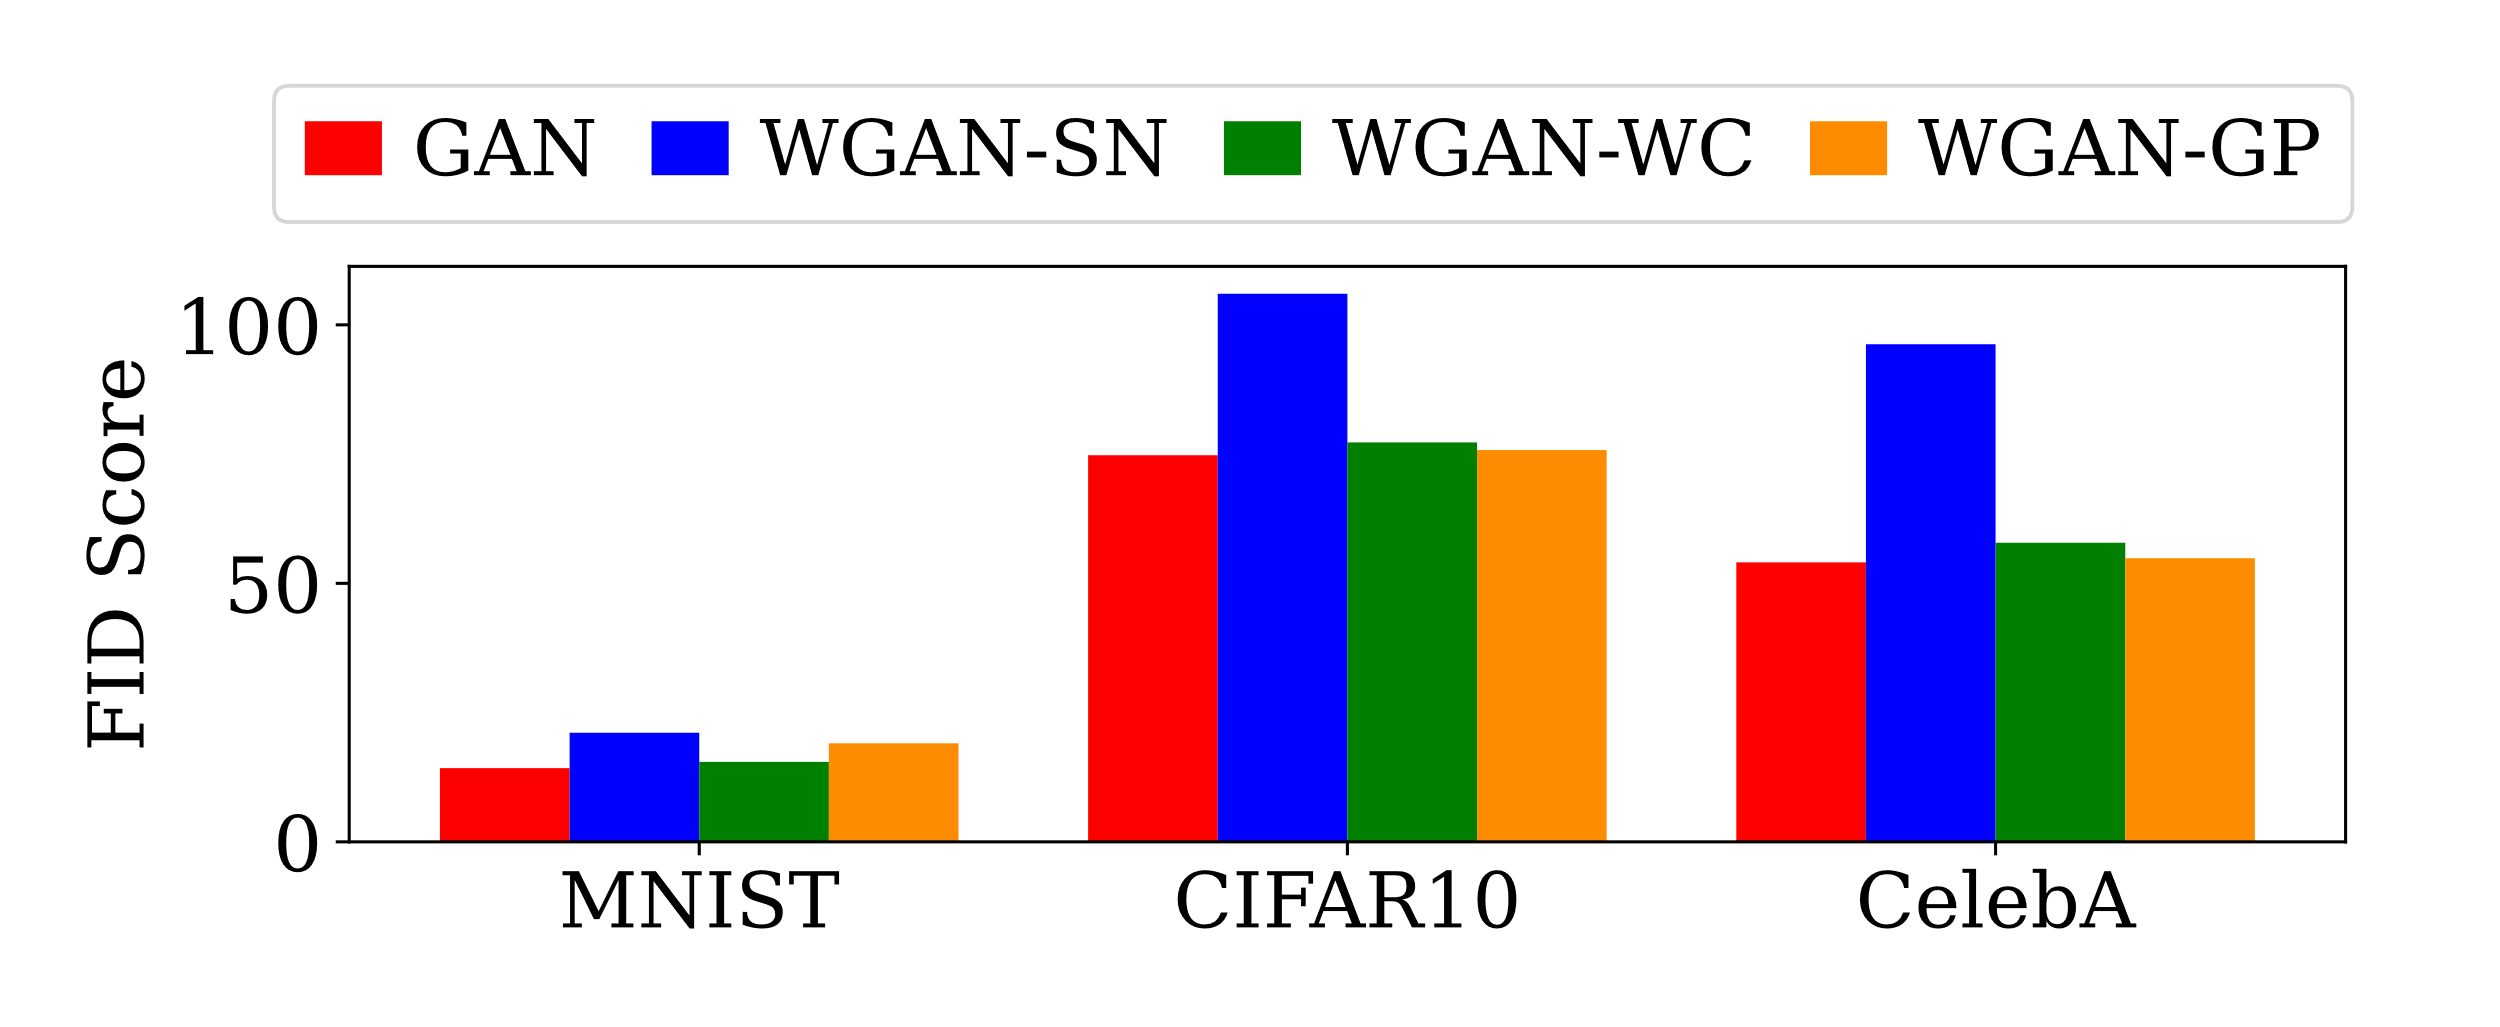 GAN WGAN-SN WGAN-WC WGAN-GP
FID Score
100
50
0
MNIST CIFAR10 CelebA